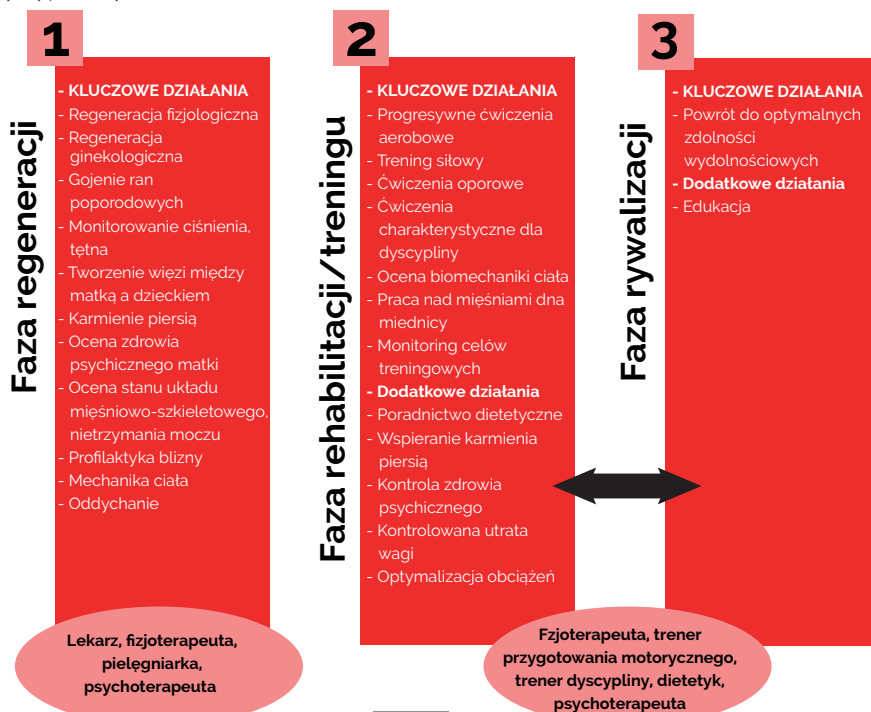 1
Faza regeneracji
- KLUCZOWE DZIAŁANIA
- Regeneracja fizjologiczna
- Regeneracja
ginekologiczna
- Gojenie ran
poporodowych
- Monitorowanie ciśnienia,
tętna
- Tworzenie więzi między
matką a dzieckiem
- Karmienie piersią
- Ocena zdrowia
psychicznego matki
- Ocena stanu układu
mięśniowo-szkieletowego,
nietrzymania moczu
- Profilaktyka blizny
- Mechanika ciała
- Oddychanie
Lekarz, fizjoterapeuta,
pielęgniarka,
psychoterapeuta
2
Faza rehabilitacji/treningu
- KLUCZOWE DZIAŁANIA
- Progresywne ćwiczenia
aerobowe
- Trening siłowy
- Ćwiczenia oporowe
- Ćwiczenia
charakterystyczne dla
dyscypliny
- Ocena biomechaniki ciała
- Praca nad mięśniami dna
miednicy
- Monitoring celów
treningowych
- Dodatkowe działania
- Poradnictwo dietetyczne
- Wspieranie karmienia
piersią
- Kontrola zdrowia
psychicznego
- Kontrolowana utrata
wagi
- Optymalizacja obciążeń
3
Faza rywalizacji
- KLUCZOWE DZIAŁANIA
- Powrót do optymalnych
zdolności
wydolnościowych
- Dodatkowe działania
- Edukacja
Fzjoterapeuta, trener
przygotowania motorycznego,
trener dyscypliny, dietetyk,
psychoterapeuta